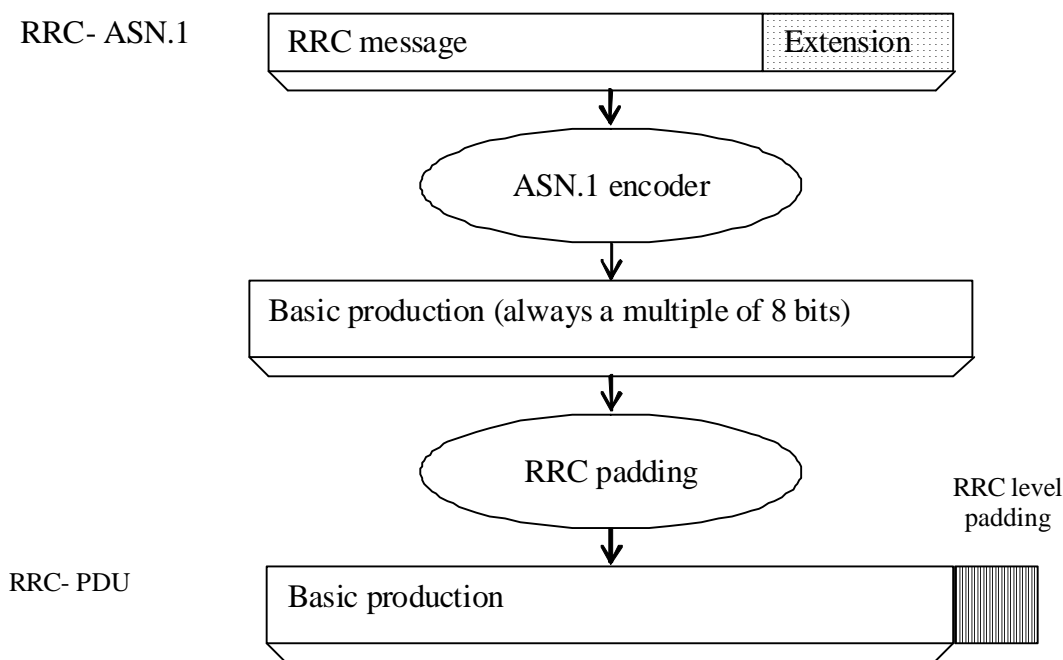 RRC- ASN.1
RRC message
Extension
ASN.1 encoder
Basic production (always a multiple of 8 bits)
RRC padding
RRC level
padding
RRC- PDU
Basic production